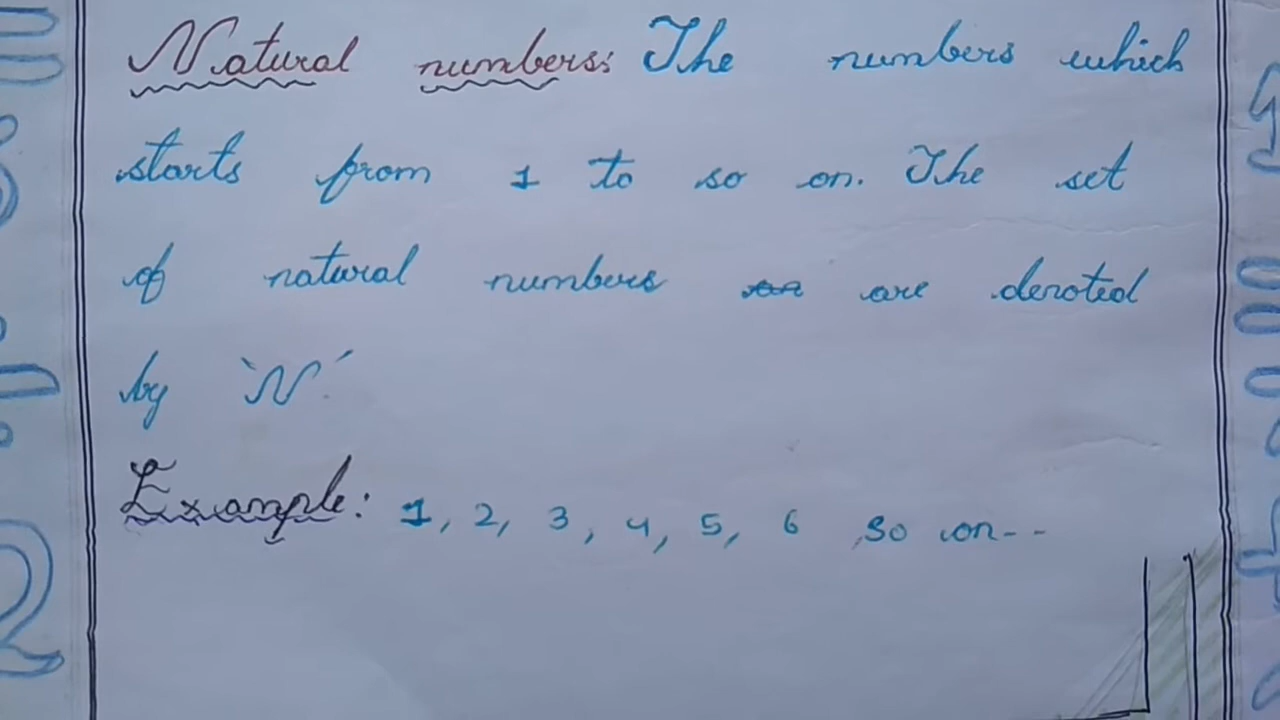 Natural numbers: The numbers which
starts from 1 to so on. The set
of natural numbers are denoted
by `N´
Example: 1, 2, 3, 4, 5, 6 , so on--